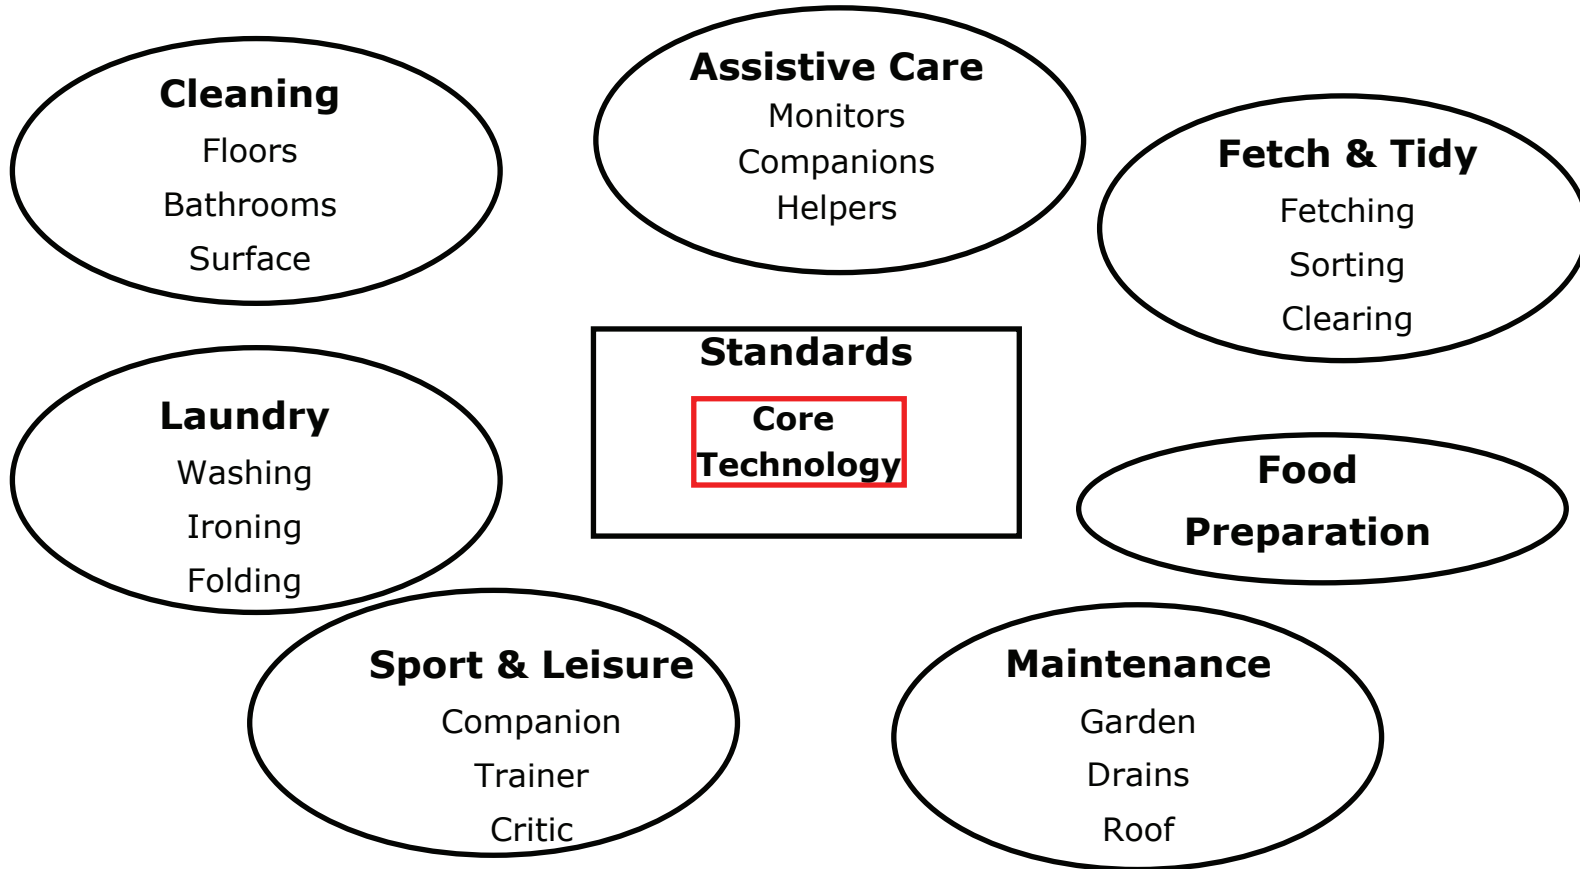 Cleaning
Floors
Bathrooms
Surface
Assistive Care
Monitors
Companions
Helpers
Fetch & Tidy
Fetching
Sorting
Clearing
Standards
Core
Technology
Laundry
Washing
Ironing
Folding
Food
Preparation
Sport & Leisure
Companion
Trainer
Critic
Maintenance
Garden
Drains
Roof